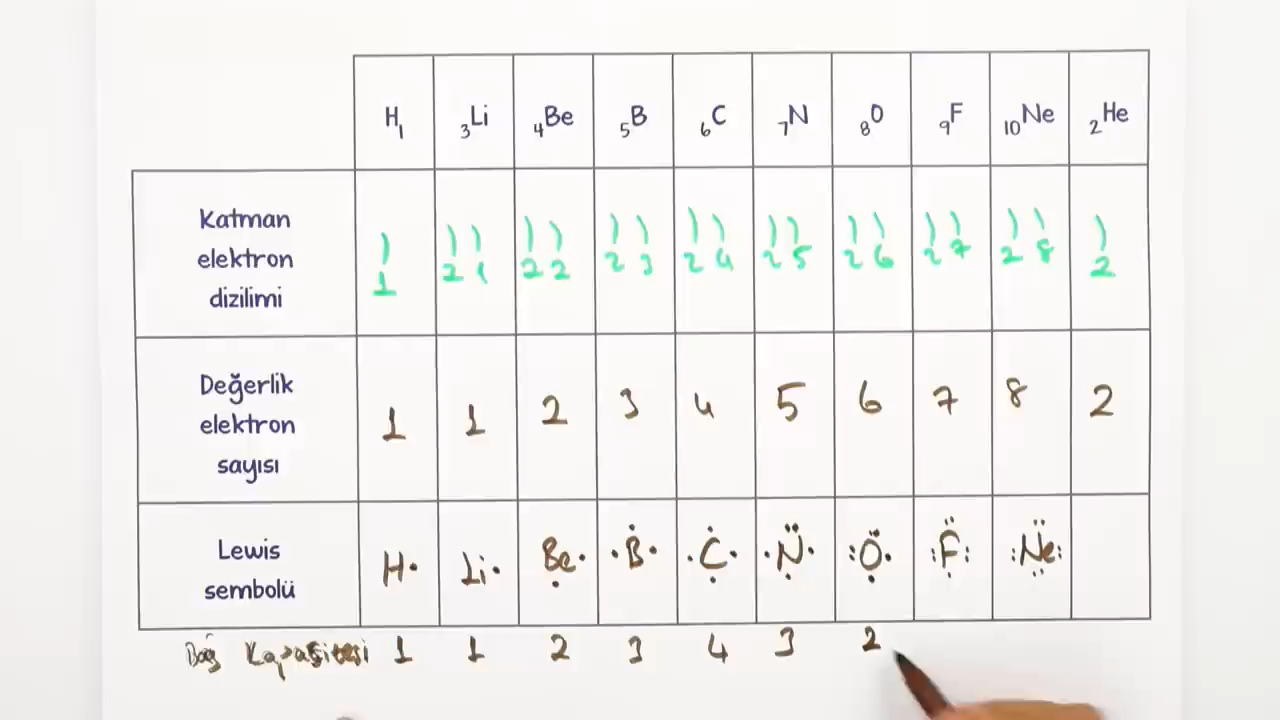 H₁ ₃Li ₄Be ₅B ₆C ₇N ₈O ₉F ₁₀Ne ₂He
Katman
elektron
dizilimi
) )) )) )) )) )) )) )) )) )
1 2 1 2 2 2 3 2 4 2 5 2 6 2 7 2 8 2
Değerlik
elektron
sayısı
1 1 2 3 4 5 6 7 8 2
Lewis
sembolü
H· Li· Be· ·B· ·C· ·N· :O· :F: :Ne:
Bağ Kapasitesi 1 1 2 3 4 3 2